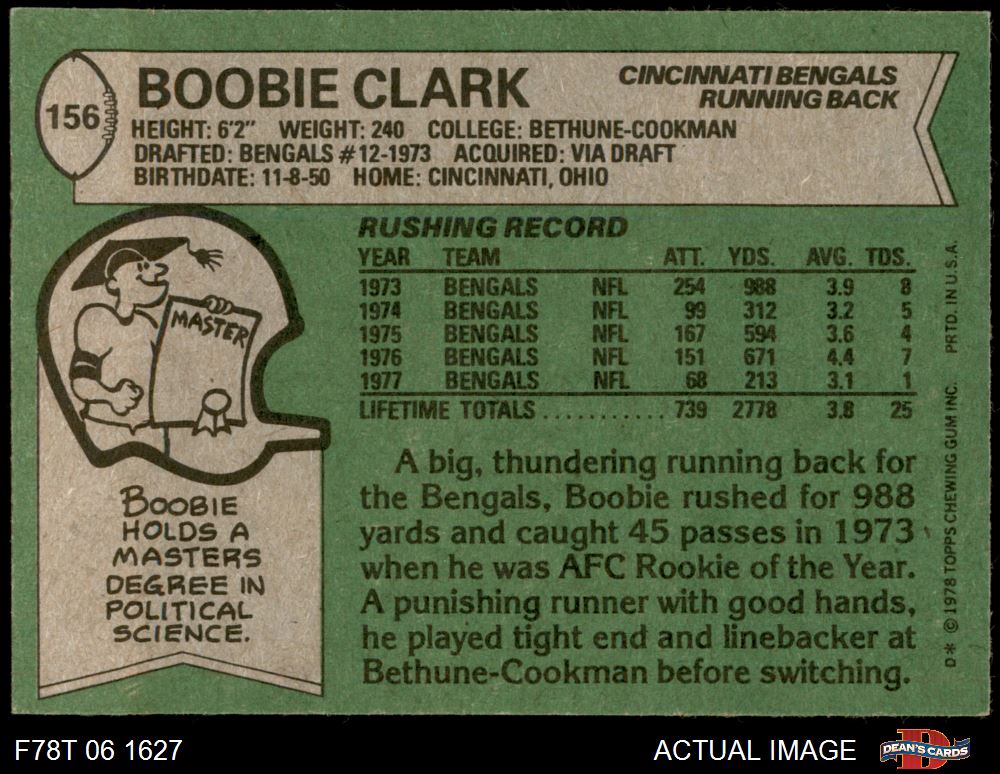 156
BOOBIE CLARK
CINCINNATI BENGALS
RUNNING BACK
HEIGHT: 6'2" WEIGHT: 240 COLLEGE: BETHUNE-COOKMAN
DRAFTED: BENGALS #12-1973 ACQUIRED: VIA DRAFT
BIRTHDATE: 11-8-50 HOME: CINCINNATI, OHIO
MASTER
BOOBIE
HOLDS A
MASTERS
DEGREE IN
POLITICAL
SCIENCE.
RUSHING RECORD
YEAR TEAM ATT. YDS. AVG. TDS.
1973 BENGALS NFL 254 988 3.9 8
1974 BENGALS NFL 99 312 3.2 5
1975 BENGALS NFL 167 594 3.6 4
1976 BENGALS NFL 151 671 4.4 7
1977 BENGALS NFL 68 213 3.1 1
LIFETIME TOTALS............ 739 2778 3.8 25
A big, thundering running back for
the Bengals, Boobie rushed for 988
yards and caught 45 passes in 1973
when he was AFC Rookie of the Year.
A punishing runner with good hands,
he played tight end and linebacker at
Bethune-Cookman before switching.
D* © 1978 TOPPS CHEWING GUM INC. PRTD. IN U.S.A.
F78T 06 1627
ACTUAL IMAGE
DEAN'S CARDS